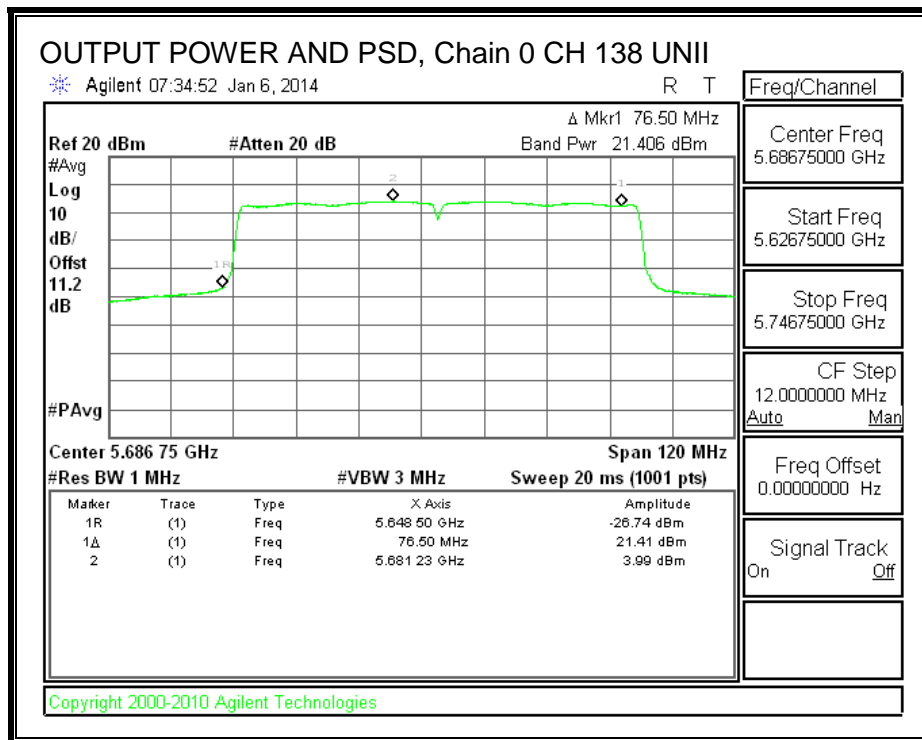 OUTPUT POWER AND PSD, Chain 0 CH 138 UNII
Agilent 07:34:52 Jan 6, 2014 R T
Δ Mkr1 76.50 MHz
Ref 20 dBm #Atten 20 dB Band Pwr 21.406 dBm
#Avg
Log
10
dB/
Offst
11.2
dB
#PAvg
2
1
1R
Center 5.686 75 GHz Span 120 MHz
#Res BW 1 MHz #VBW 3 MHz Sweep 20 ms (1001 pts)
Marker Trace Type X Axis Amplitude
1R (1) Freq 5.648 50 GHz -26.74 dBm
1Δ (1) Freq 76.50 MHz 21.41 dBm
2 (1) Freq 5.681 23 GHz 3.99 dBm
Freq/Channel
Center Freq
5.68675000 GHz
Start Freq
5.62675000 GHz
Stop Freq
5.74675000 GHz
CF Step
12.0000000 MHz
Auto Man
Freq Offset
0.00000000 Hz
Signal Track
On Off
Copyright 2000-2010 Agilent Technologies